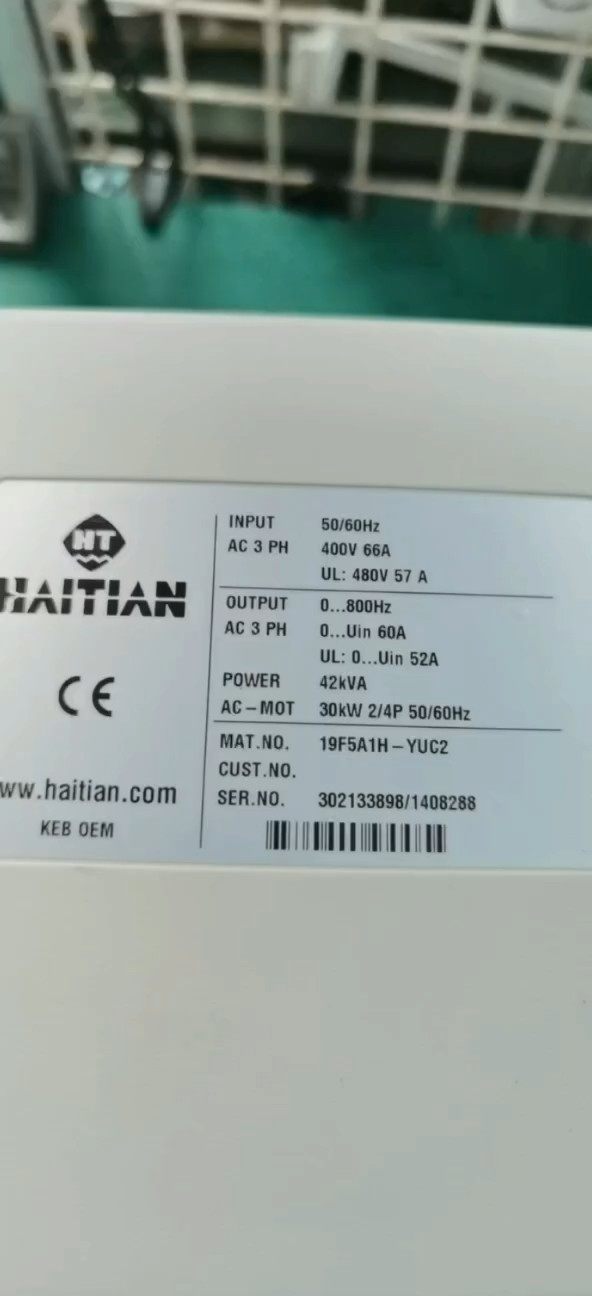 HT
HAITIAN
CE
ww.haitian.com
KEB OEM
INPUT 50/60Hz
AC 3 PH 400V 66A
UL: 480V 57 A
OUTPUT 0...800Hz
AC 3 PH 0...Uin 60A
UL: 0...Uin 52A
POWER 42kVA
AC-MOT 30kW 2/4P 50/60Hz
MAT.NO. 19F5A1H-YUC2
CUST.NO.
SER.NO. 302133898/1408288